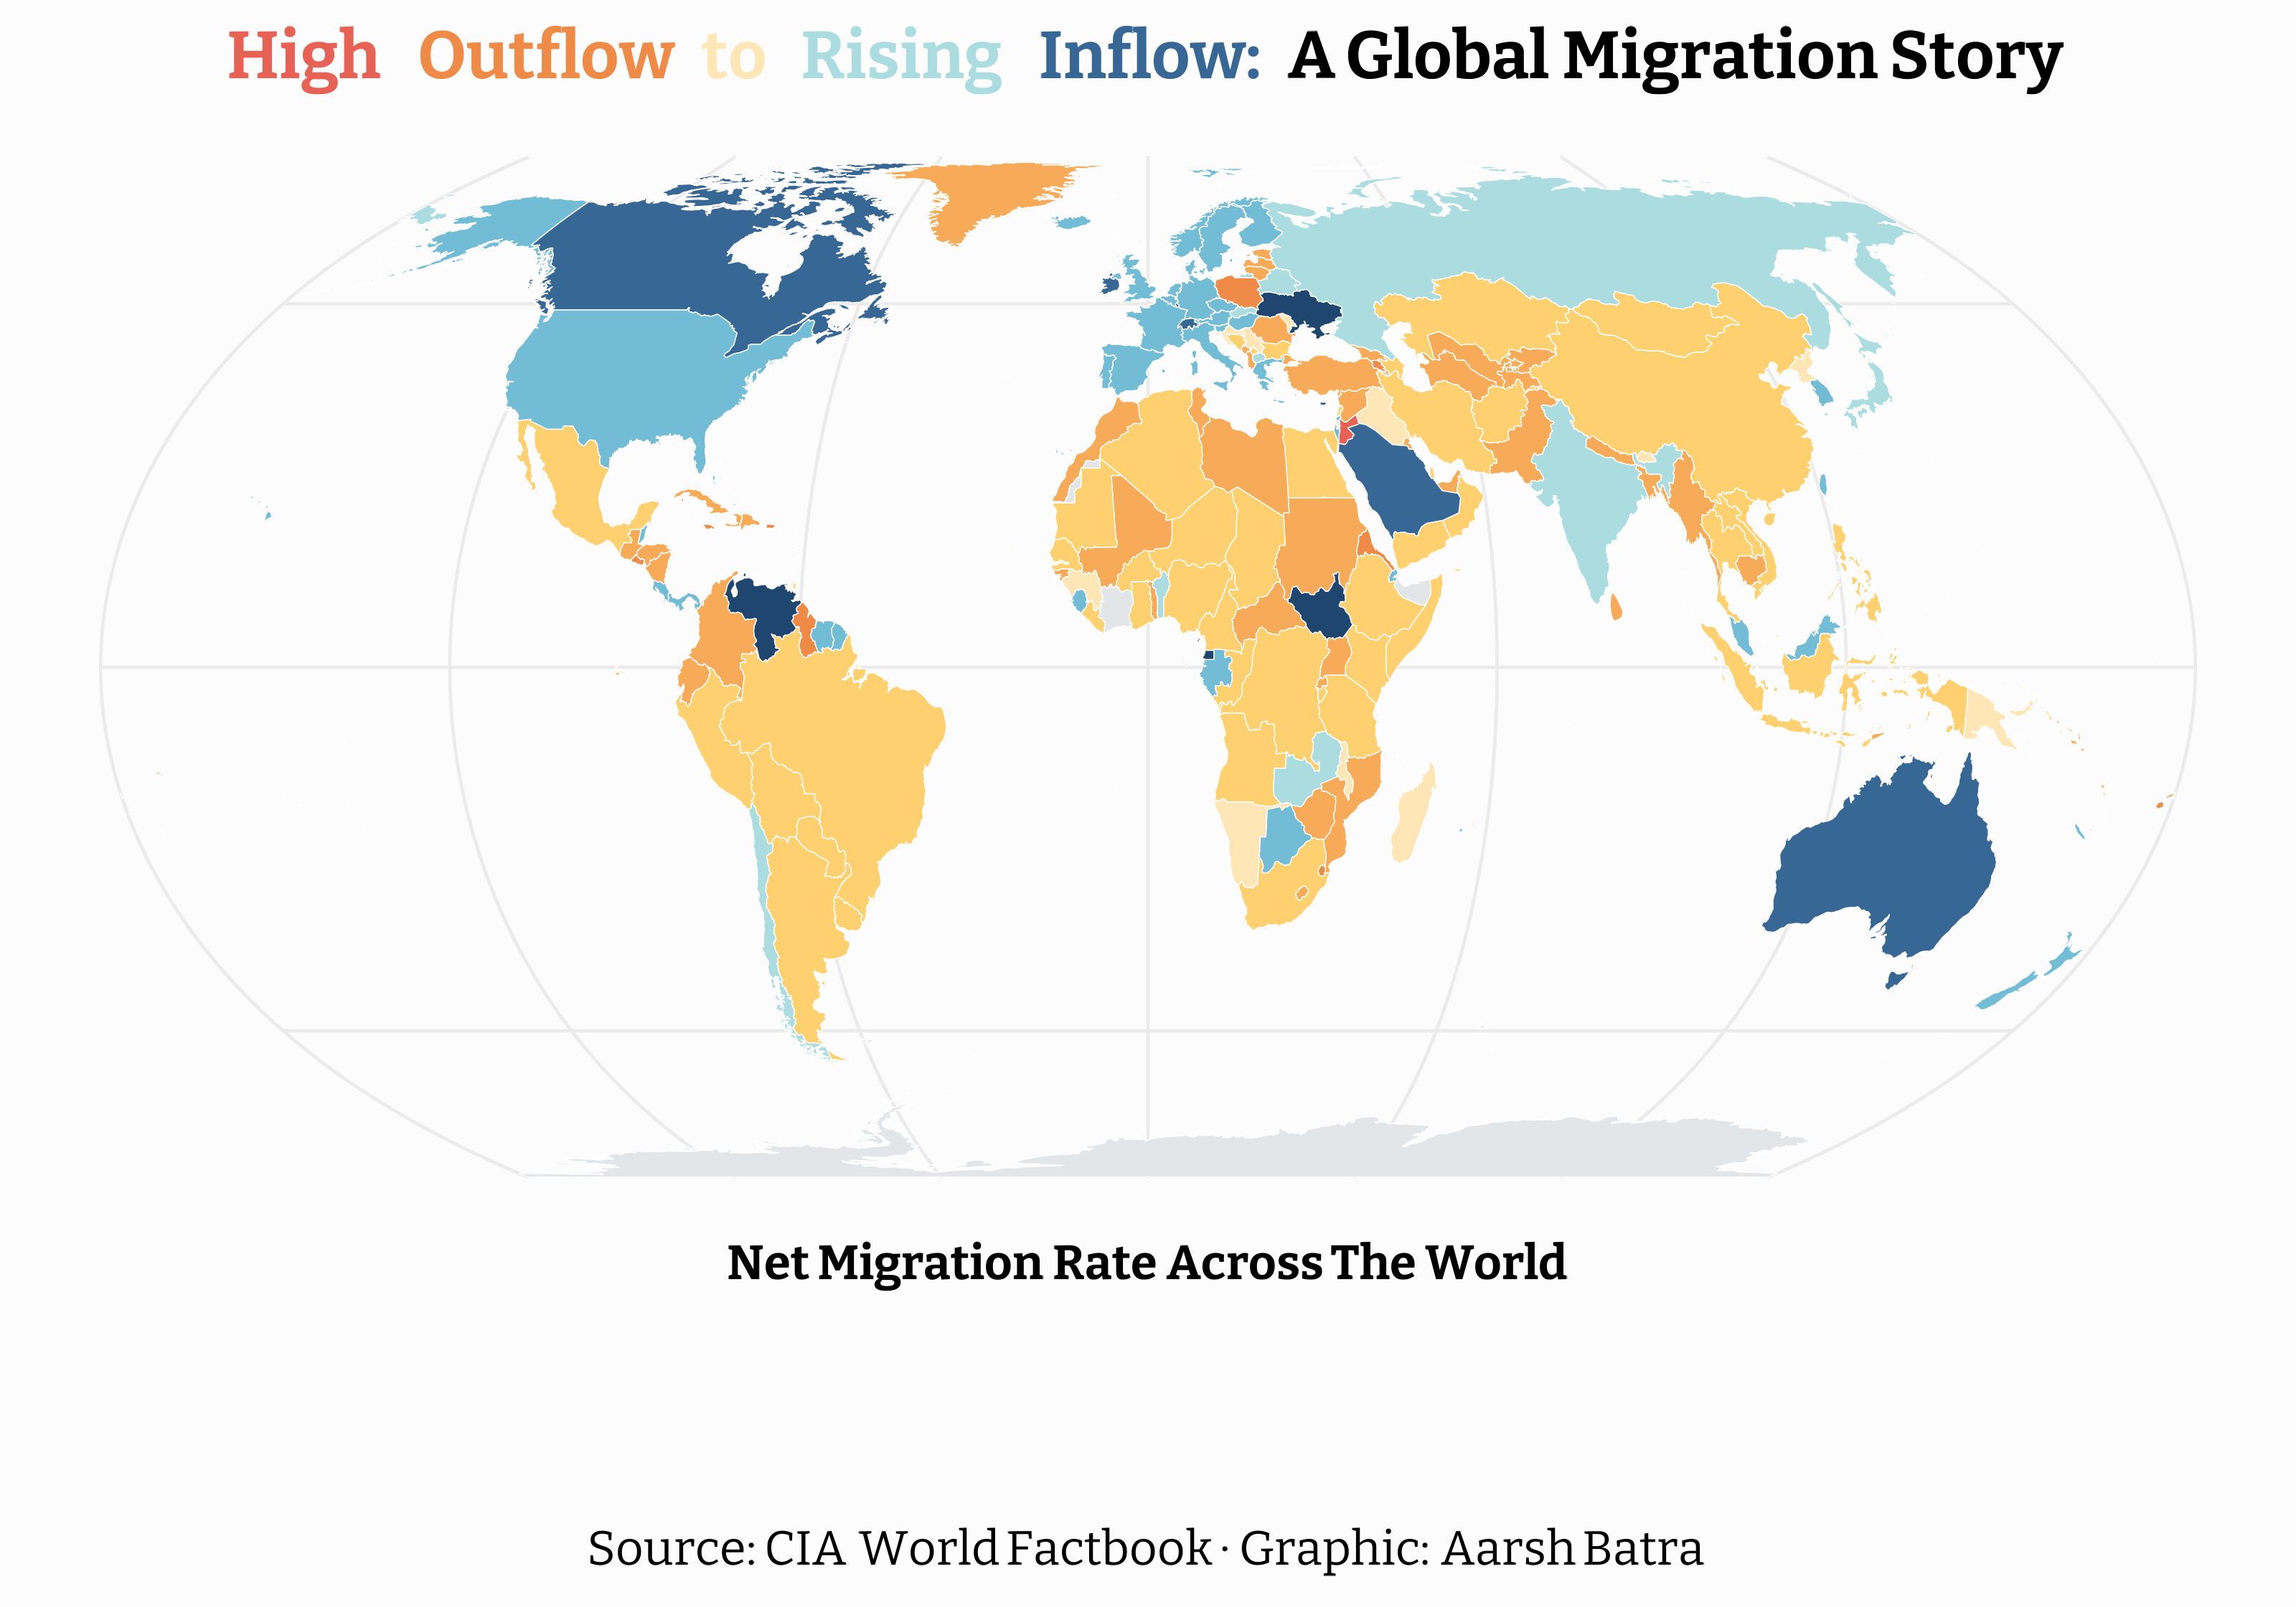 High Outflow to Rising Inflow: A Global Migration Story
Net Migration Rate Across The World
Source: CIA World Factbook · Graphic: Aarsh Batra